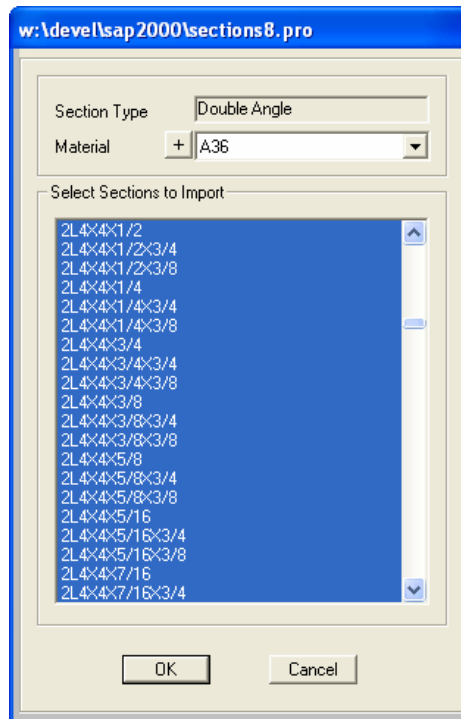 w:\devel\sap2000\sections8.pro
Section Type Double Angle
Material + A36
Select Sections to Import
2L4X4X1/2
2L4X4X1/2X3/4
2L4X4X1/2X3/8
2L4X4X1/4
2L4X4X1/4X3/4
2L4X4X1/4X3/8
2L4X4X3/4
2L4X4X3/4X3/4
2L4X4X3/4X3/8
2L4X4X3/8
2L4X4X3/8X3/4
2L4X4X3/8X3/8
2L4X4X5/8
2L4X4X5/8X3/4
2L4X4X5/8X3/8
2L4X4X5/16
2L4X4X5/16X3/4
2L4X4X5/16X3/8
2L4X4X7/16
2L4X4X7/16X3/4
OK Cancel